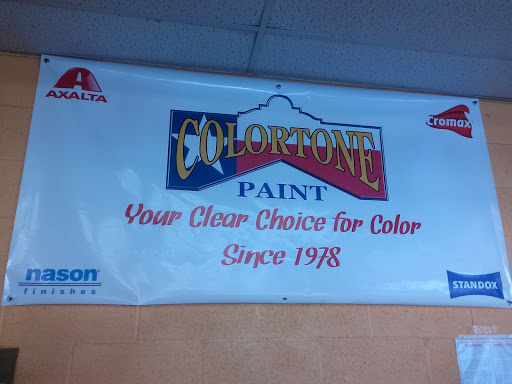 AXALTA
Cromax
COLORTONE
PAINT
Your Clear Choice for Color
Since 1978
nason®
finishes
STANDOX